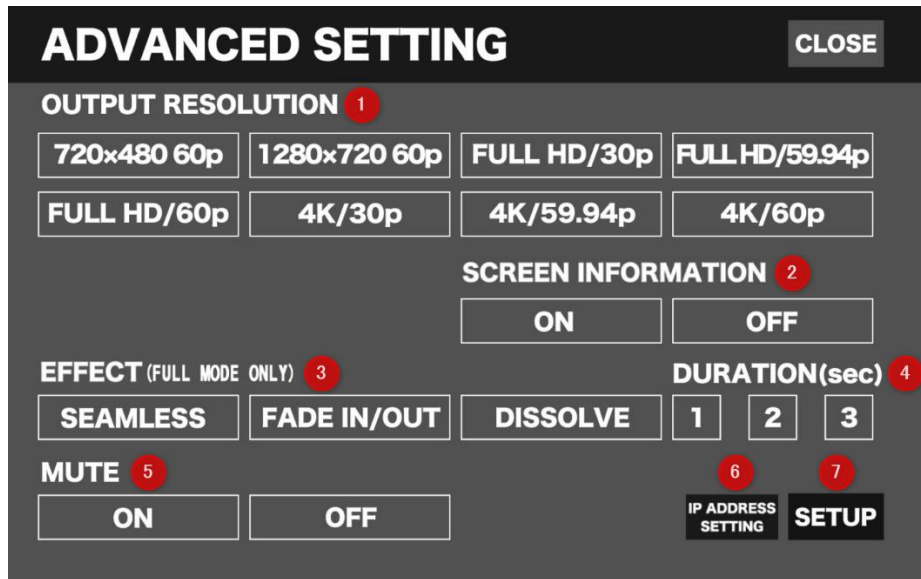 ADVANCED SETTING CLOSE
OUTPUT RESOLUTION 1
720×480 60p 1280×720 60p FULL HD/30p FULL HD/59.94p
FULL HD/60p 4K/30p 4K/59.94p 4K/60p
SCREEN INFORMATION 2
ON OFF
EFFECT (FULL MODE ONLY) 3 DURATION(sec) 4
SEAMLESS FADE IN/OUT DISSOLVE 1 2 3
MUTE 5 6 7
ON OFF IP ADDRESS SETTING SETUP